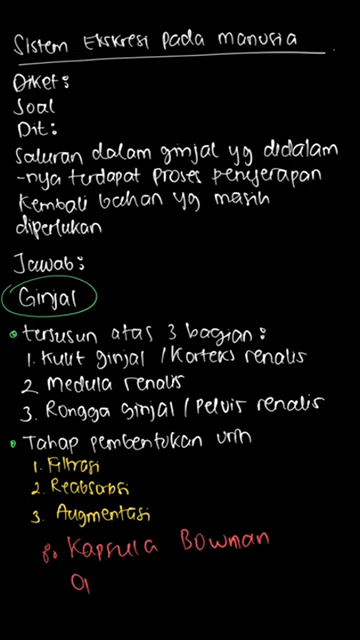 Sistem Ekskresi pada manusia
Diket:
Soal
Dit:
Saluran dalam ginjal yg didalam
-nya terdapat proses penyerapan
kembali bahan yg masih
diperlukan
Jawab:
Ginjal
• tersusun atas 3 bagian:
1. Kulit ginjal / Korteks renalis
2. Medula renalis
3. Rongga ginjal / Pelvis renalis
• Tahap pembentukan urin
1. Filtrasi
2. Reabsorbsi
3. Augmentasi
Kapsula Bowman